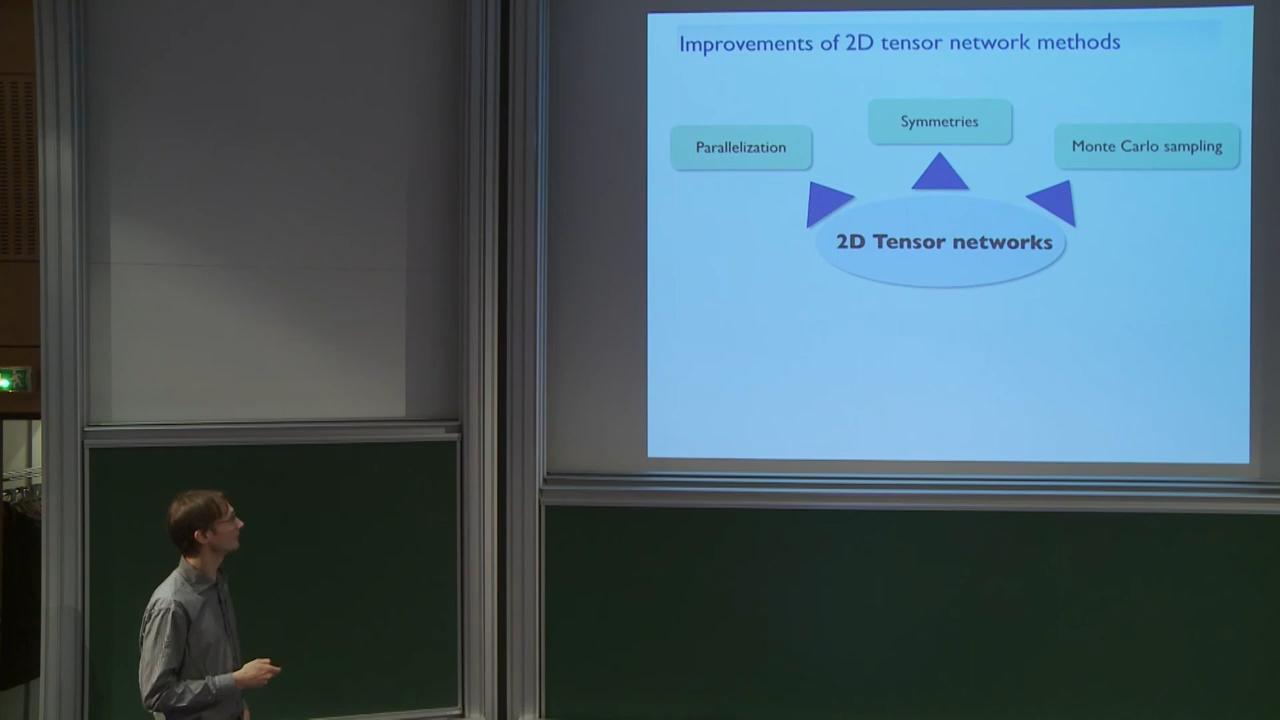 Improvements of 2D tensor network methods
Symmetries
Parallelization
Monte Carlo sampling
2D Tensor networks